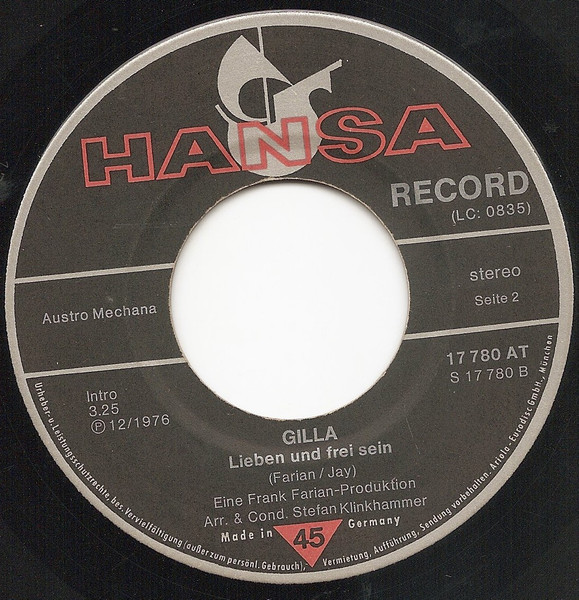 HANSA
RECORD
(LC: 0835)
stereo
Seite 2
Austro Mechana
17 780 AT
S 17 780 B
Intro
3.25
Ⓟ 12/1976
GILLA
Lieben und frei sein
(Farian / Jay)
Eine Frank Farian-Produktion
Arr. & Cond. Stefan Klinkhammer
Made in 45 Germany
Urheber- u. Leistungsschutzrechte, bes. Vervielfältigung (außer zum persönl. Gebrauch), Vermietung, Aufführung, Sendung vorbehalten. Ariola - Eurodisc GmbH., München